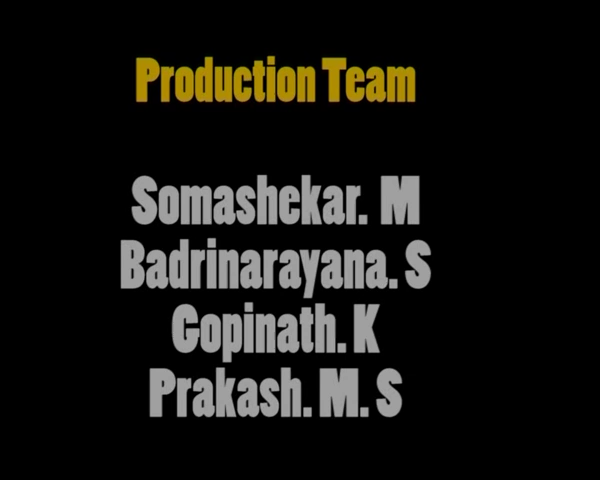 Production Team
Somashekar. M
Badrinarayana. S
Gopinath. K
Prakash. M. S